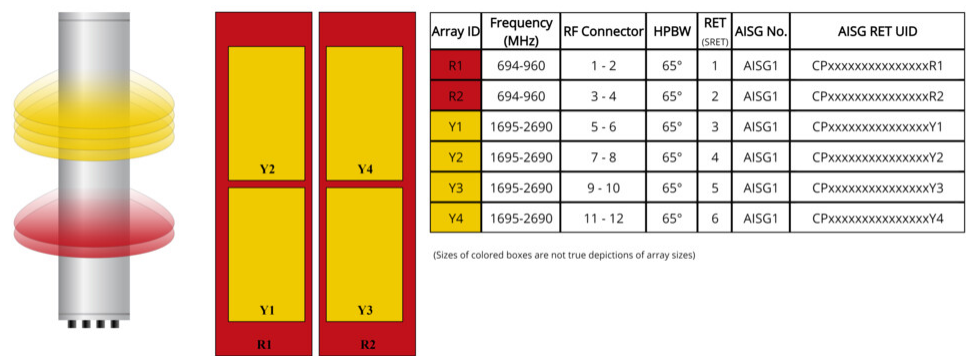 Y2
Y4
Y1
Y3
R1
R2
Array ID Frequency (MHz) RF Connector HPBW RET (SRET) AISG No. AISG RET UID
R1 694-960 1 - 2 65° 1 AISG1 CPxxxxxxxxxxxxxxxR1
R2 694-960 3 - 4 65° 2 AISG1 CPxxxxxxxxxxxxxxxR2
Y1 1695-2690 5 - 6 65° 3 AISG1 CPxxxxxxxxxxxxxxxY1
Y2 1695-2690 7 - 8 65° 4 AISG1 CPxxxxxxxxxxxxxxxY2
Y3 1695-2690 9 - 10 65° 5 AISG1 CPxxxxxxxxxxxxxxxY3
Y4 1695-2690 11 - 12 65° 6 AISG1 CPxxxxxxxxxxxxxxxY4
(Sizes of colored boxes are not true depictions of array sizes)